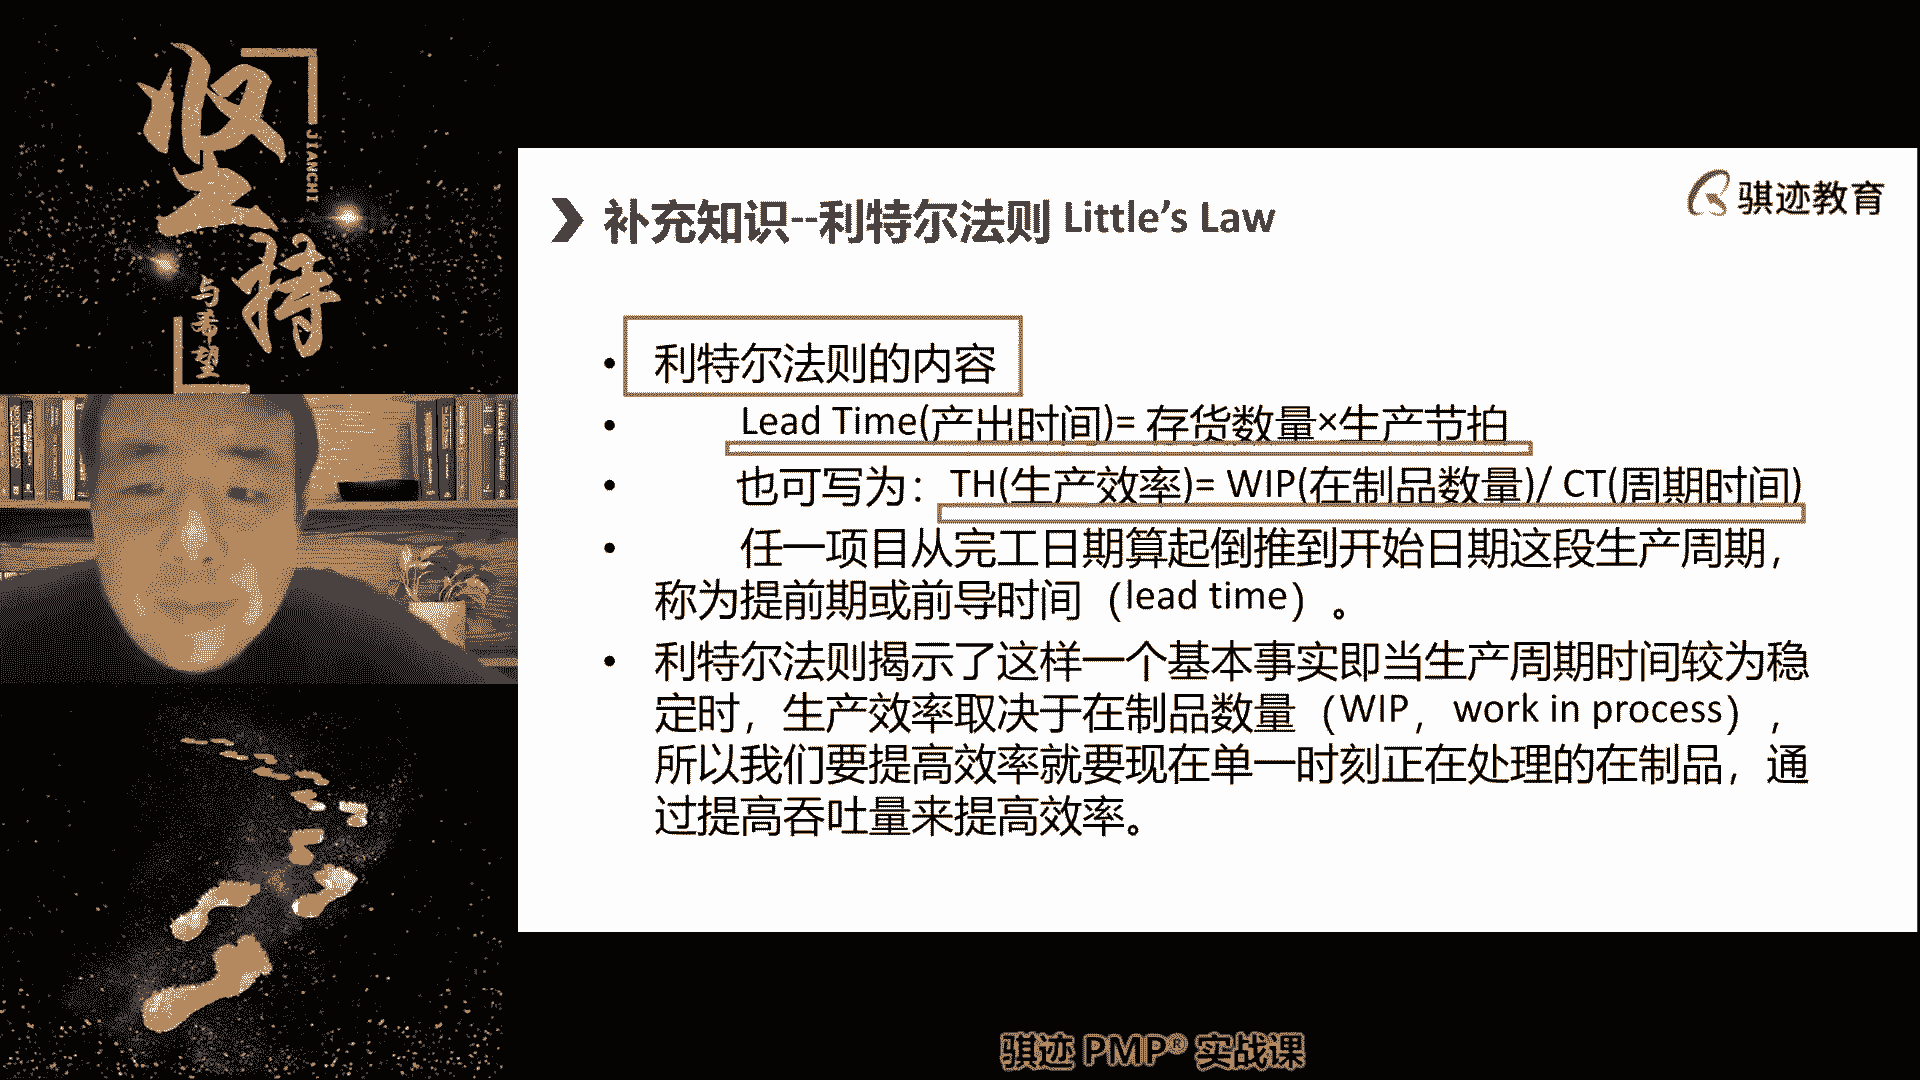 坚持
JIANCHI
与希望
骐迹教育
补充知识--利特尔法则 Little’s Law
• 利特尔法则的内容
• Lead Time(产出时间)= 存货数量×生产节拍
• 也可写为：TH(生产效率)= WIP(在制品数量)/ CT(周期时间)
• 任一项目从完工日期算起倒推到开始日期这段生产周期，
称为提前期或前导时间（lead time）。
• 利特尔法则揭示了这样一个基本事实即当生产周期时间较为稳
定时，生产效率取决于在制品数量（WIP，work in process），
所以我们要提高效率就要现在单一时刻正在处理的在制品，通
过提高吞吐量来提高效率。
骐迹 PMP® 实战课